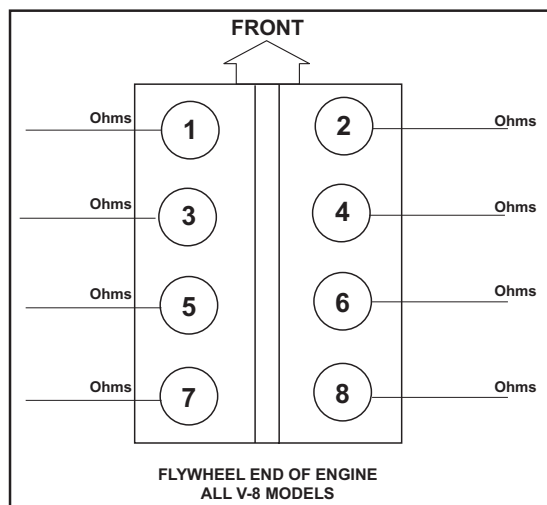 FRONT
Ohms 1 2 Ohms
Ohms 3 4 Ohms
Ohms 5 6 Ohms
Ohms 7 8 Ohms
FLYWHEEL END OF ENGINE
ALL V-8 MODELS